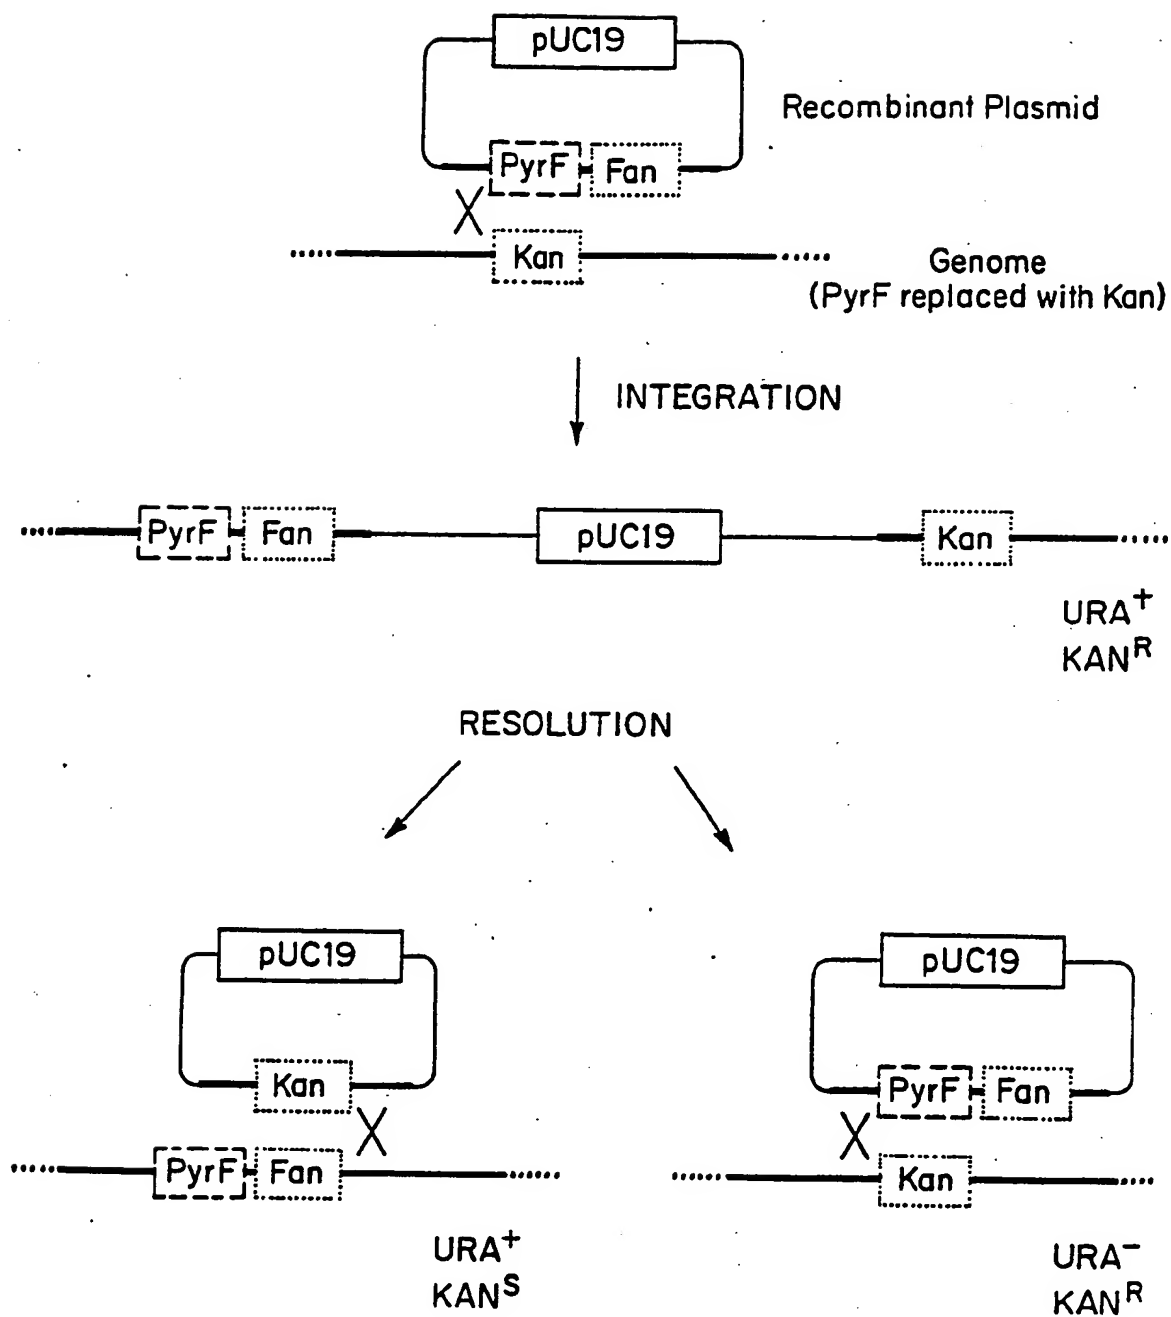 pUC19
Recombinant Plasmid
PyrF
Fan
Kan
Genome
(PyrF replaced with Kan)
INTEGRATION
PyrF
Fan
pUC19
Kan
URA+
KANR
RESOLUTION
pUC19
Kan
PyrF
Fan
URA+
KANS
pUC19
PyrF
Fan
Kan
URA-
KANR